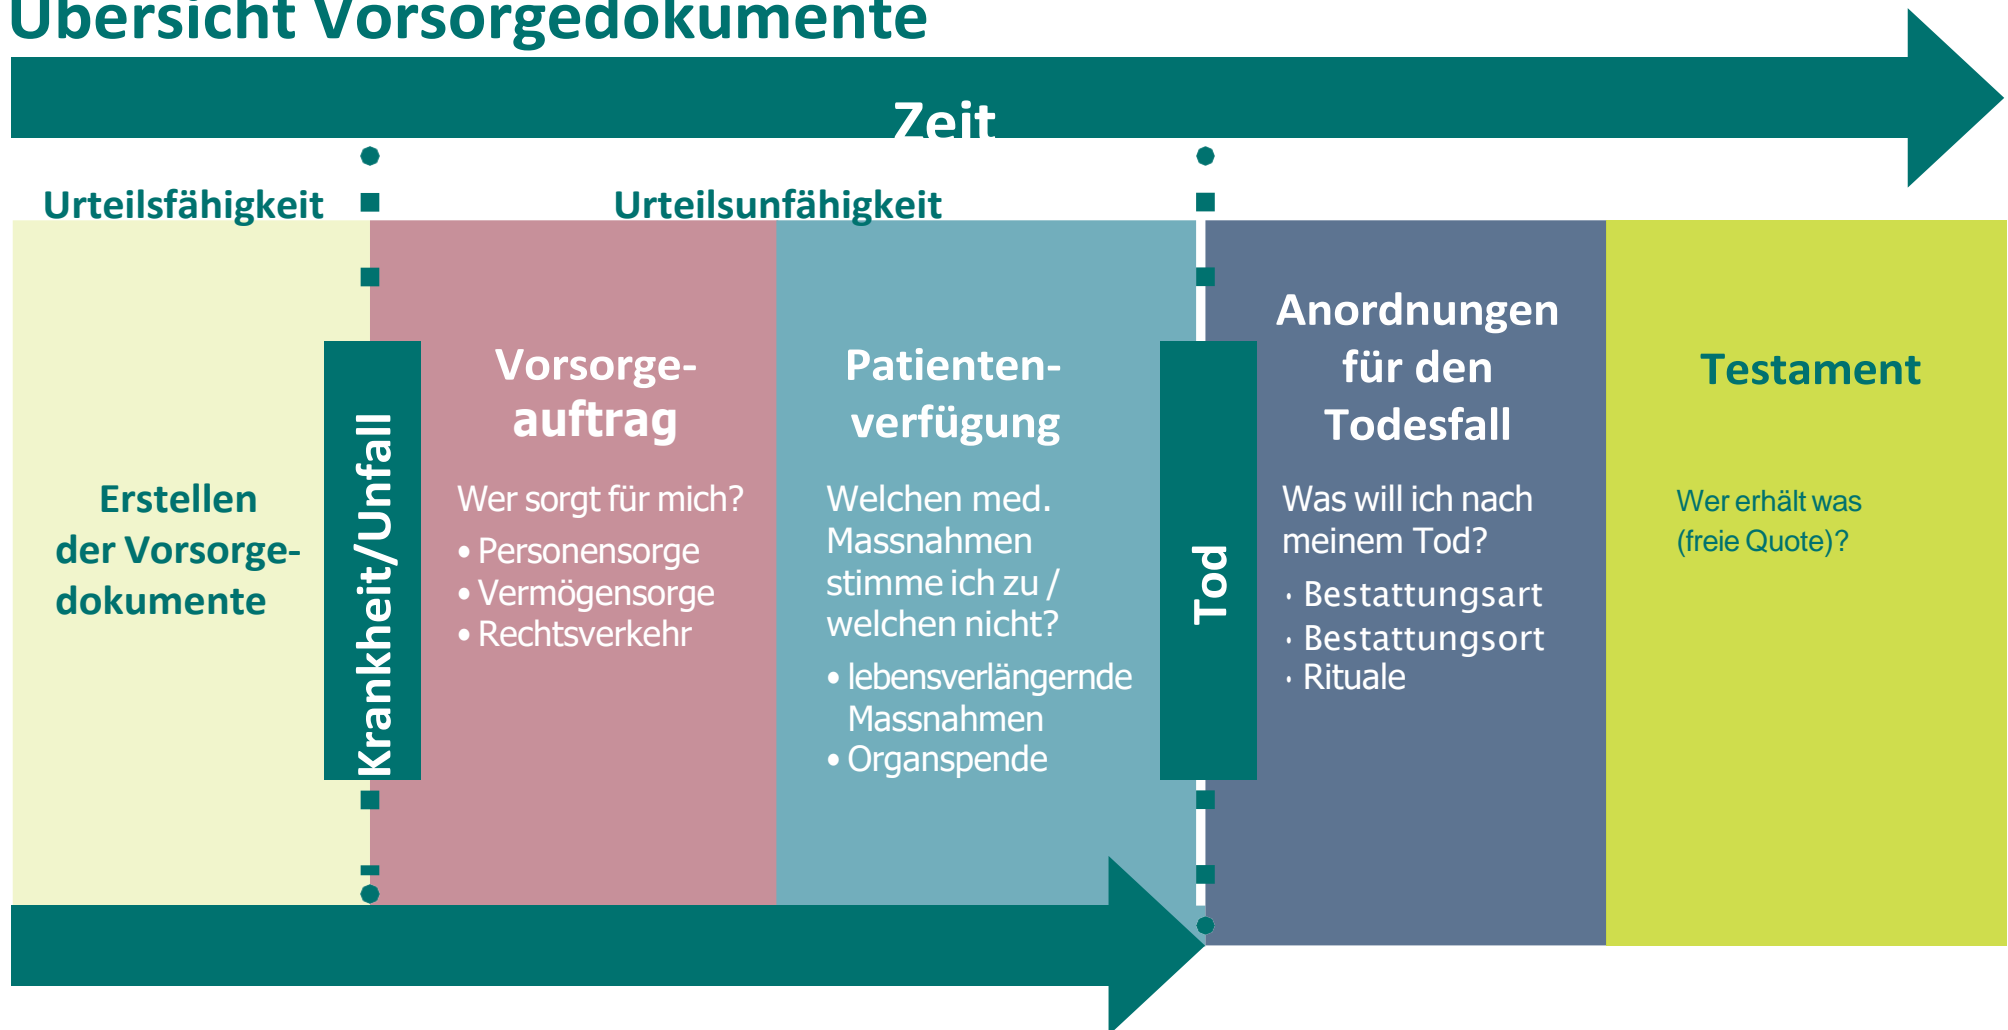 Übersicht Vorsorgedokumente
Zeit
Urteilsfähigkeit
Urteilsunfähigkeit
Erstellen
der Vorsorge-
dokumente
Krankheit/Unfall
Vorsorge-
auftrag
Wer sorgt für mich?
• Personensorge
• Vermögensorge
• Rechtsverkehr
Patienten-
verfügung
Welchen med.
Massnahmen
stimme ich zu /
welchen nicht?
• lebensverlängernde
Massnahmen
• Organspende
Tod
Anordnungen
für den
Todesfall
Was will ich nach
meinem Tod?
· Bestattungsart
· Bestattungsort
· Rituale
Testament
Wer erhält was
(freie Quote)?